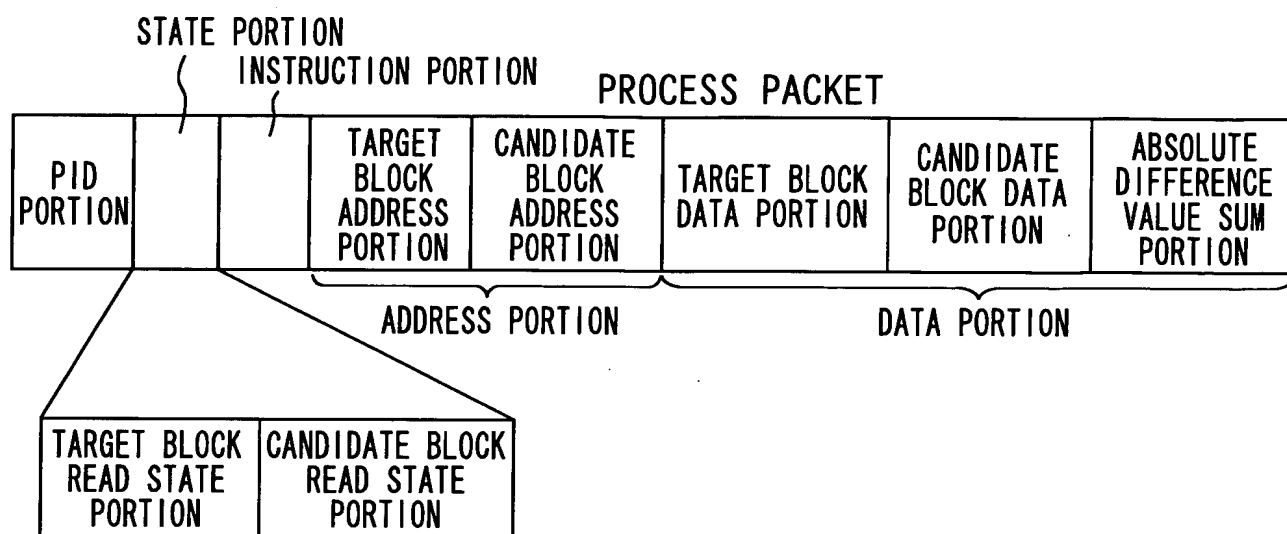 STATE PORTION
INSTRUCTION PORTION
PROCESS PACKET
PID
PORTION
TARGET
BLOCK
ADDRESS
PORTION
CANDIDATE
BLOCK
ADDRESS
PORTION
TARGET BLOCK
DATA PORTION
CANDIDATE
BLOCK DATA
PORTION
ABSOLUTE
DIFFERENCE
VALUE SUM
PORTION
ADDRESS PORTION
DATA PORTION
TARGET BLOCK
READ STATE
PORTION
CANDIDATE BLOCK
READ STATE
PORTION